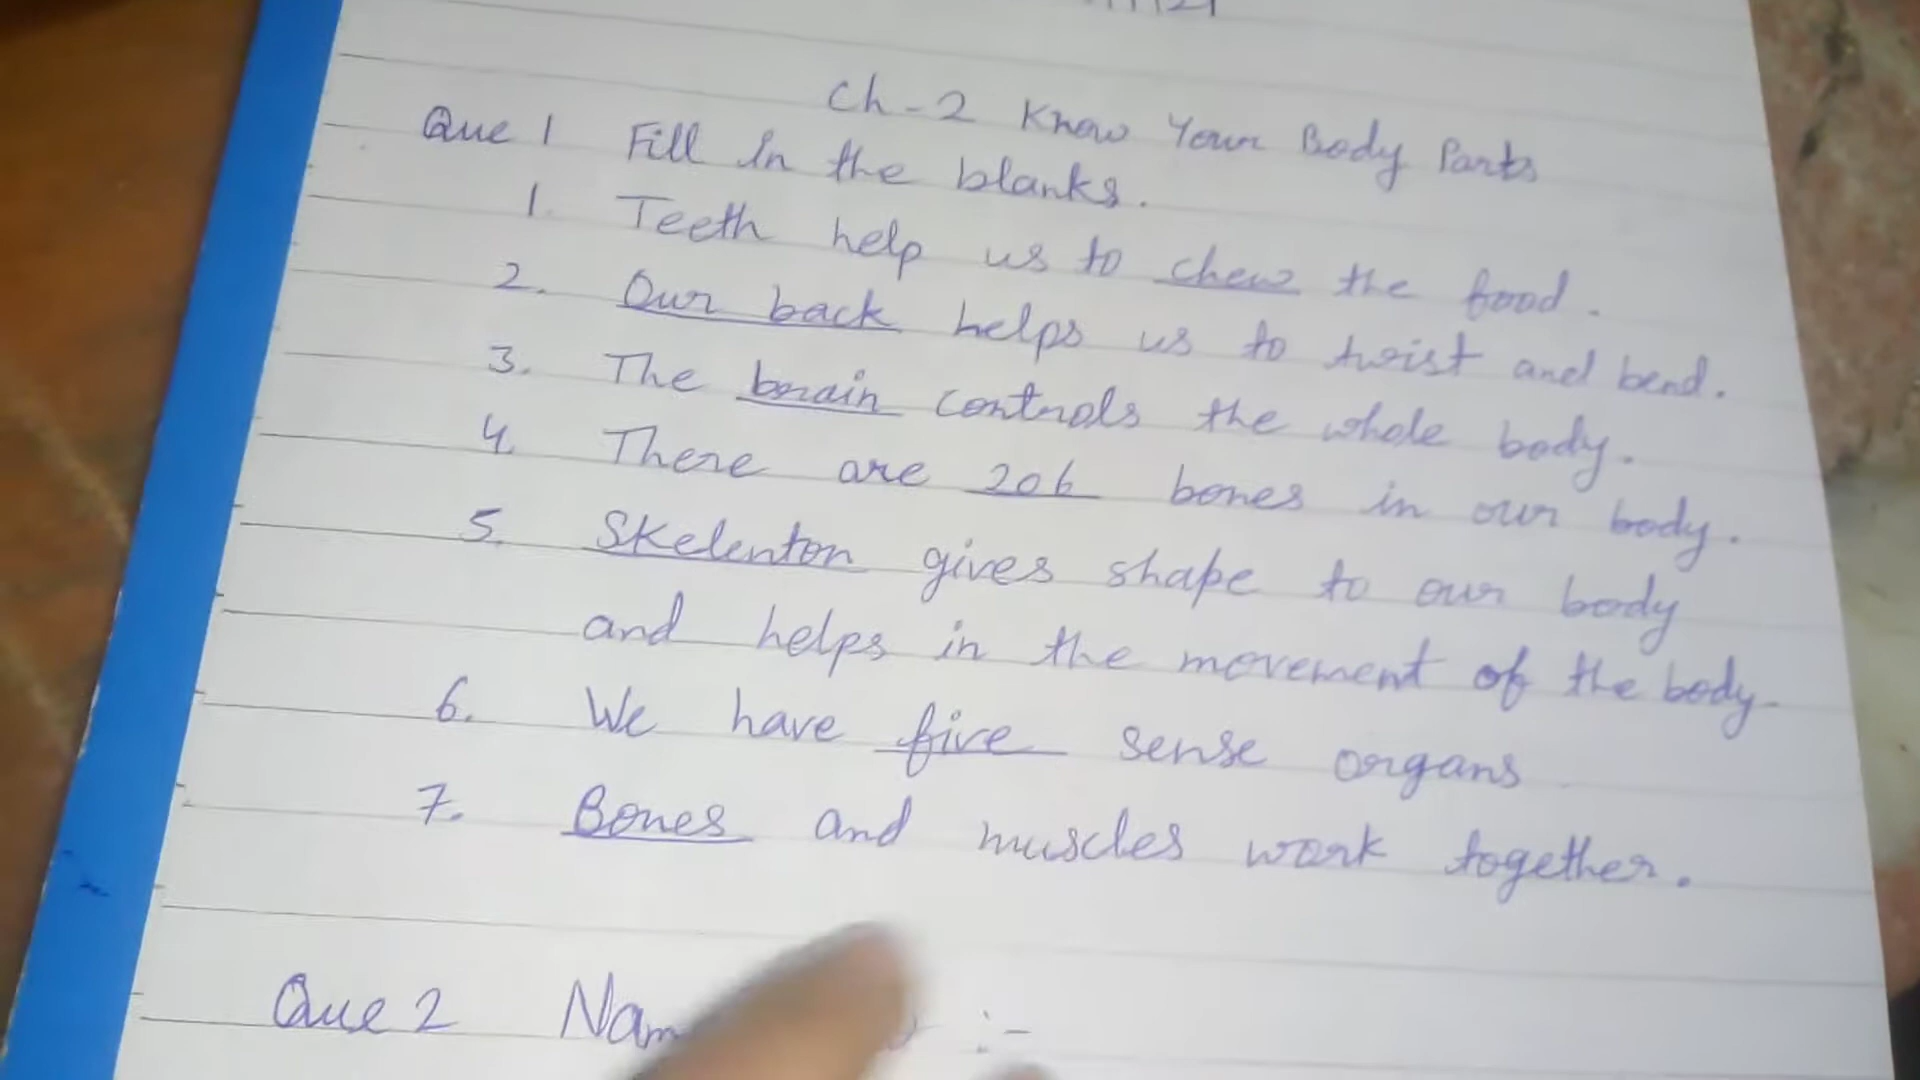 Ch-2 Know Your Body Parts
Que 1 Fill In the blanks.
1. Teeth help us to chew the food.
2. Our back helps us to twist and bend.
3. The brain controls the whole body.
4. There are 206 bones in our body.
5. Skelenton gives shape to our body
and helps in the movement of the body.
6. We have five sense organs.
7. Bones and muscles work together.
Que 2 :-